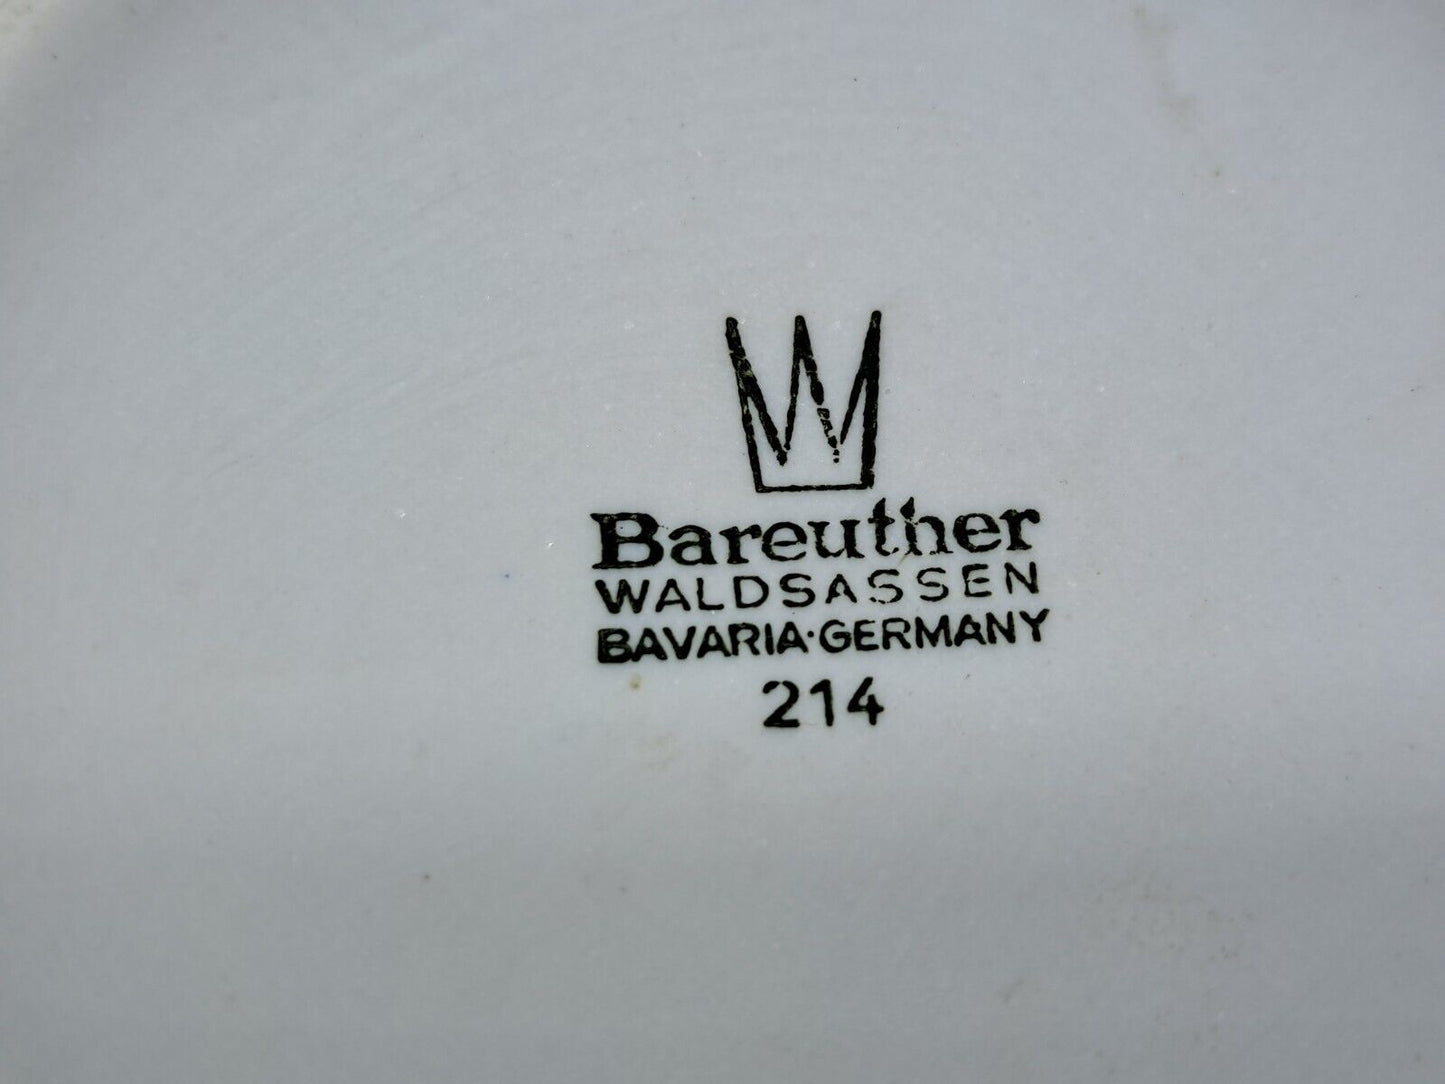 Bareuther
WALDSASSEN
BAVARIA·GERMANY
214